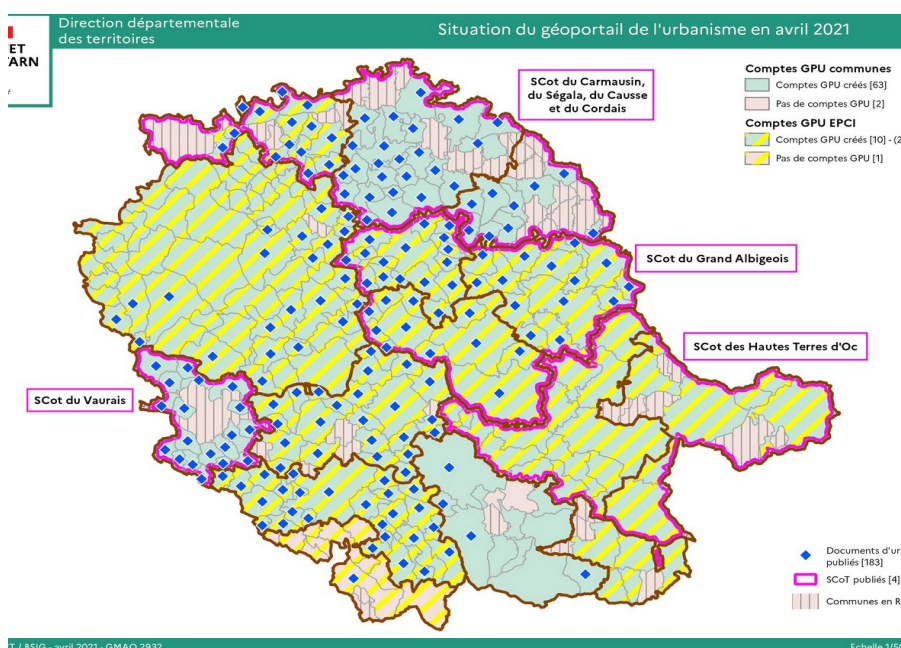 Direction départementale
des territoires
Situation du géoportail de l'urbanisme en avril 2021
ET
TARN
SCot du Carmausin,
du Ségala, du Causse
et du Cordais
Comptes GPU communes
Comptes GPU créés [63]
Pas de comptes GPU [2]
Comptes GPU EPCI
Comptes GPU créés [10] - (2
Pas de comptes GPU [1]
SCot du Grand Albigeois
SCot des Hautes Terres d'Oc
SCot du Vaurais
Documents d'ur
publiés [183]
SCoT publiés [4]
Communes en R
T / BSIG - avril 2021 - GMAO 2932
Echelle 1/50